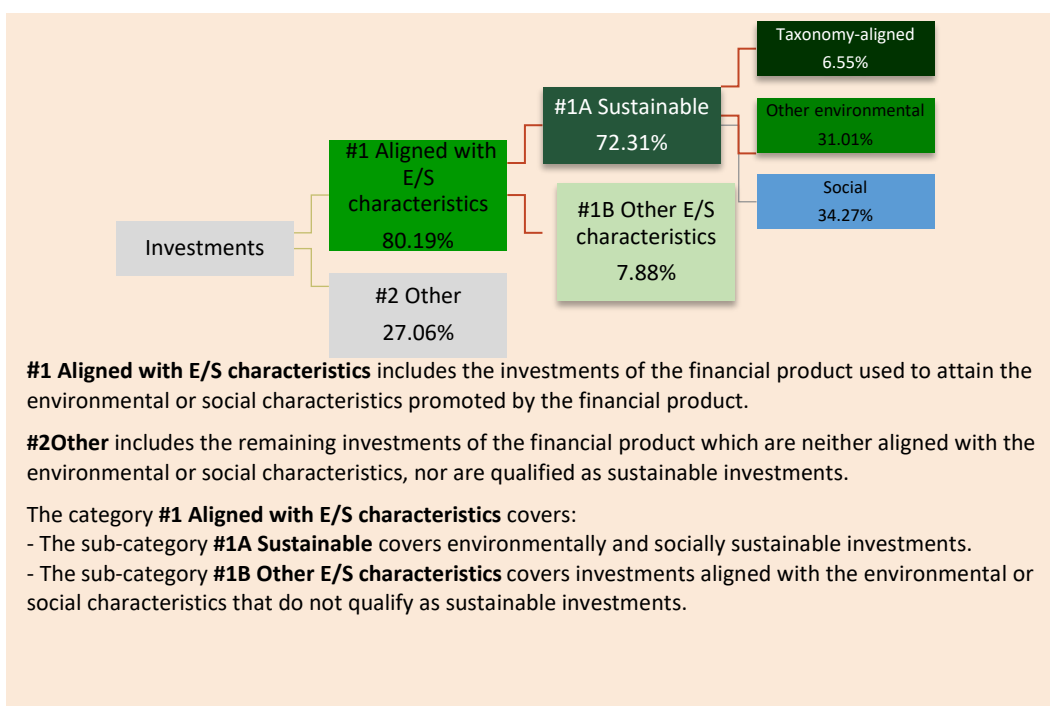 Taxonomy-aligned
6.55%
#1A Sustainable
72.31%
Other environmental
31.01%
#1 Aligned with
E/S
characteristics
80.19%
Social
34.27%
#1B Other E/S
characteristics
7.88%
Investments
#2 Other
27.06%
#1 Aligned with E/S characteristics includes the investments of the financial product used to attain the
environmental or social characteristics promoted by the financial product.
#2Other includes the remaining investments of the financial product which are neither aligned with the
environmental or social characteristics, nor are qualified as sustainable investments.
The category #1 Aligned with E/S characteristics covers:
- The sub-category #1A Sustainable covers environmentally and socially sustainable investments.
- The sub-category #1B Other E/S characteristics covers investments aligned with the environmental or
social characteristics that do not qualify as sustainable investments.